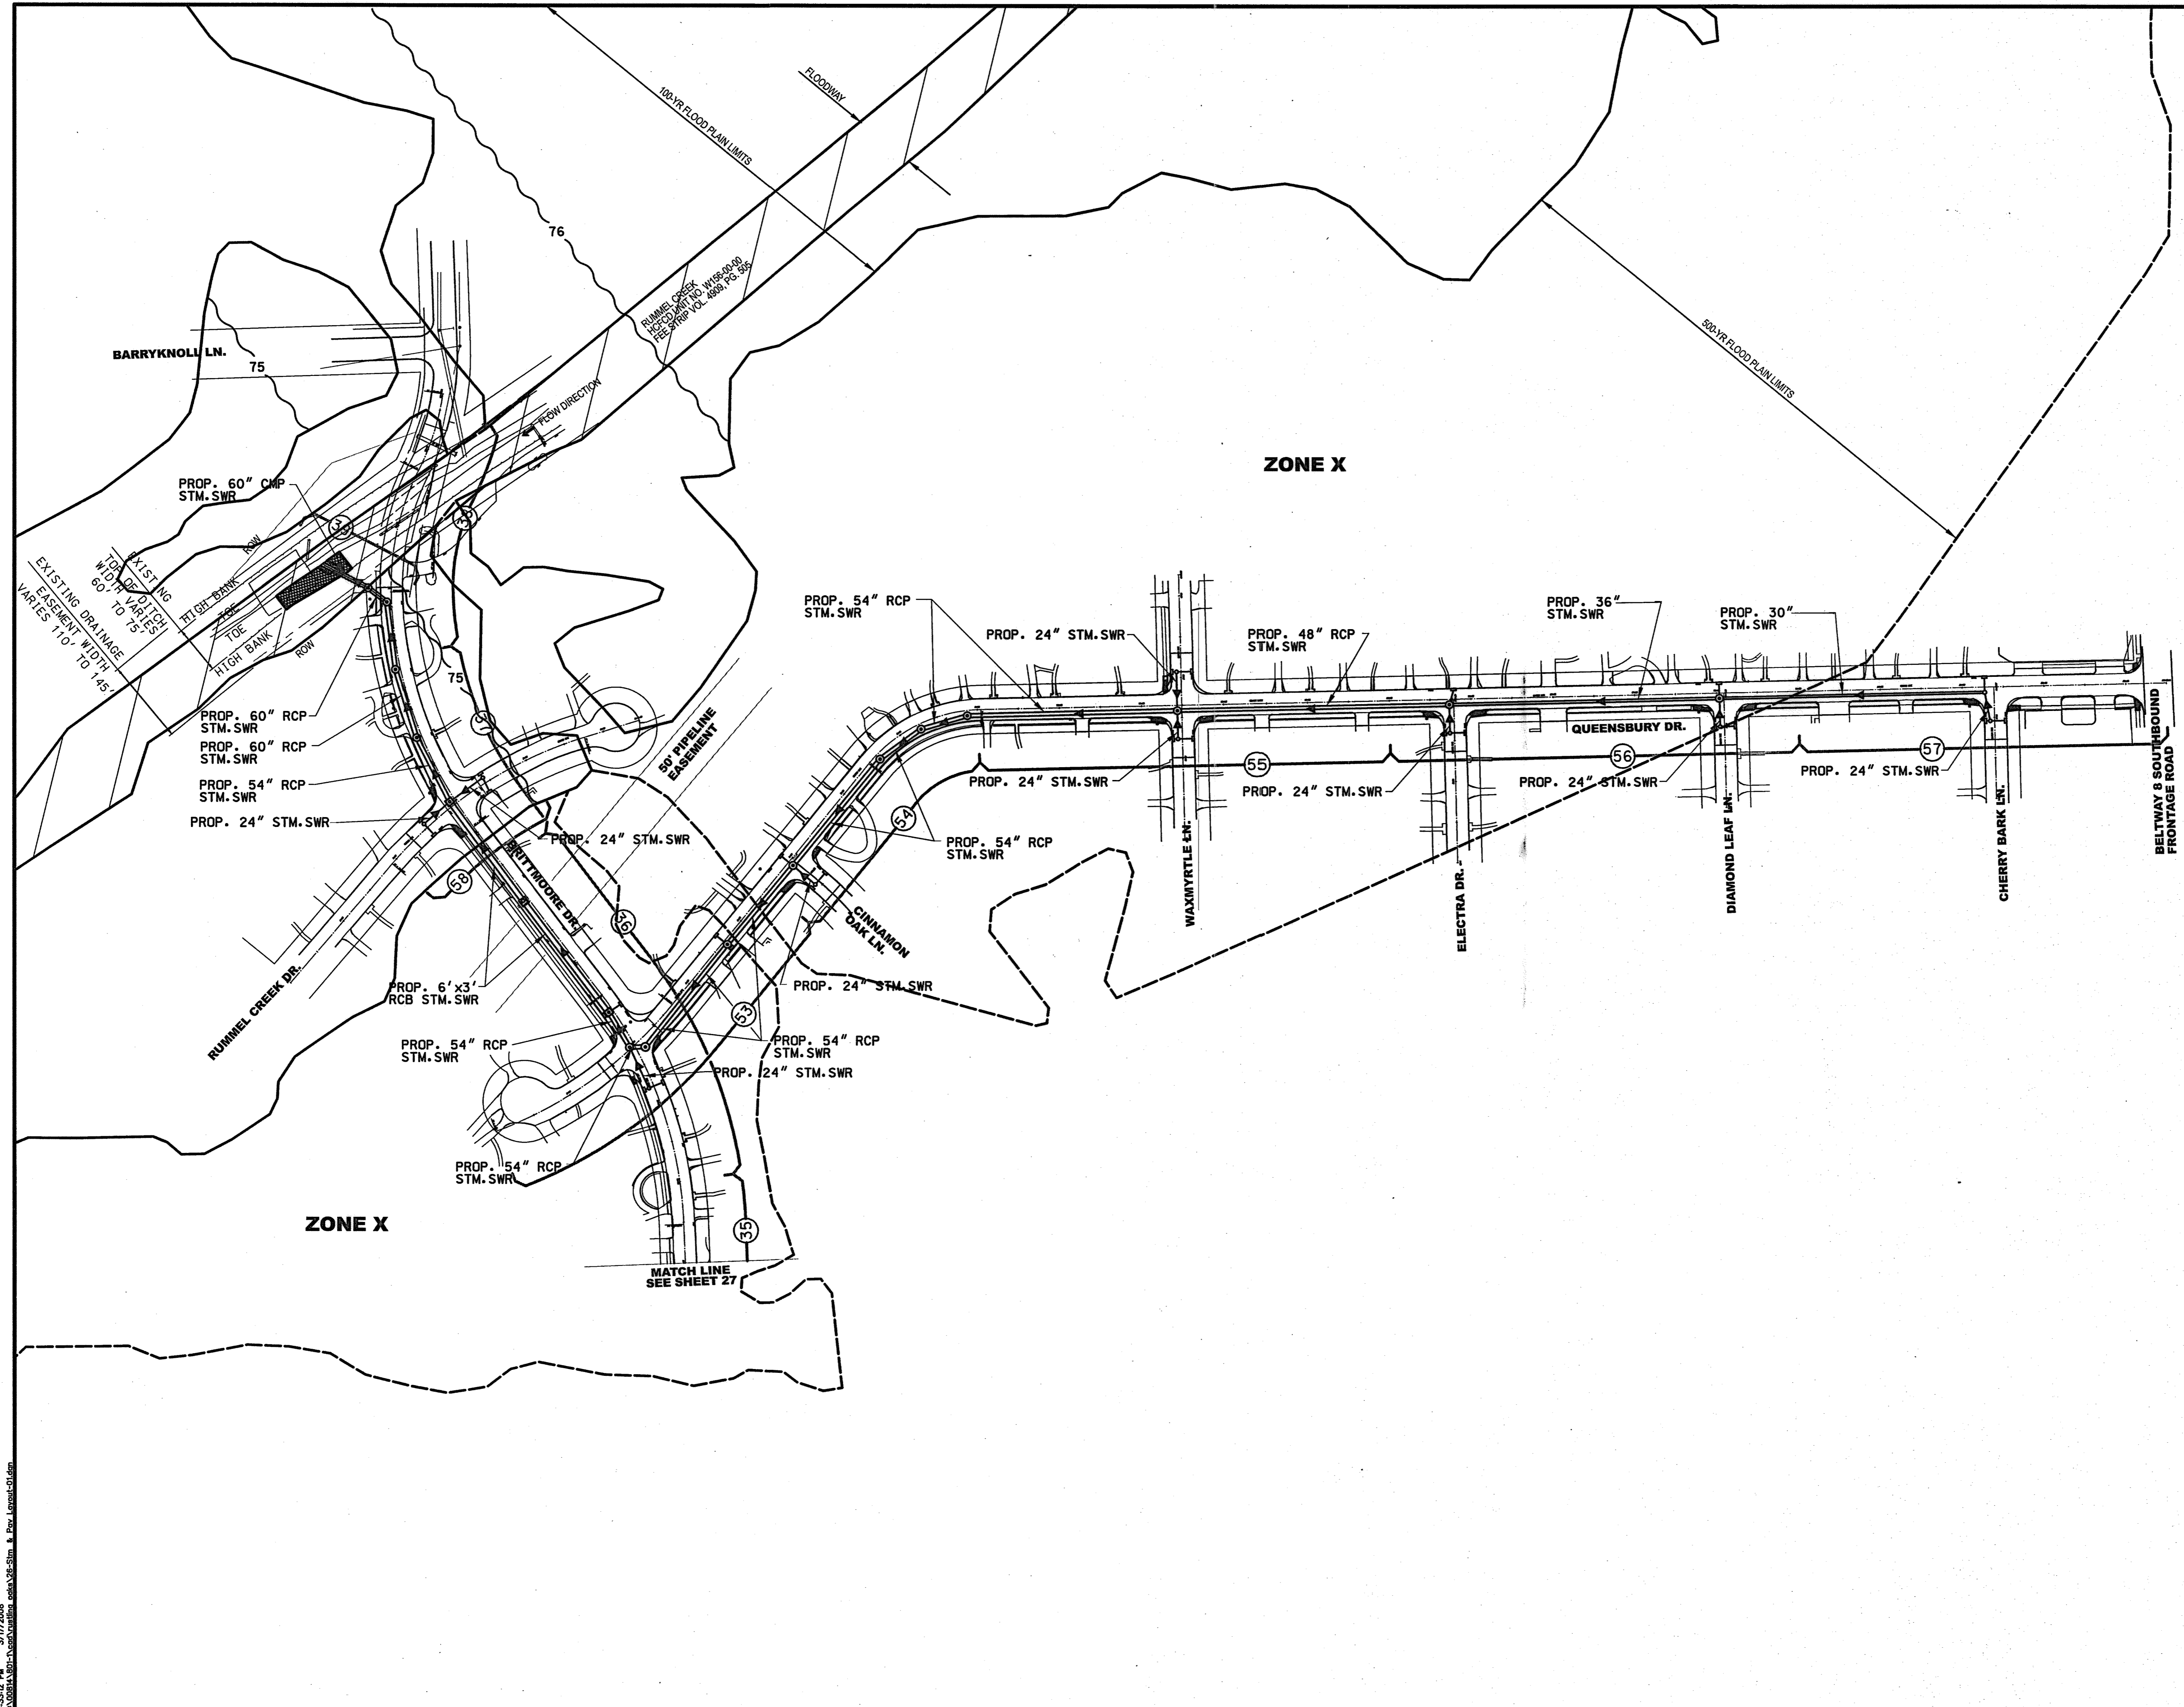 FLOODWAY
100-YR FLOOD PLAIN LIMITS
76
RUMMEL CREEK
HCFCD UNIT NO. W156-00-00
FEE STRIP VOL. 4909, PG. 505
500-YR FLOOD PLAIN LIMITS
BARRYKNOLL LN.
75
FLOW DIRECTION
ZONE X
PROP. 60" CMP
STM.SWR
39
38
ROW
EXISTING
TOP OF DITCH
WIDTH VARIES
60' TO 75'
EXISTING DRAINAGE
EASEMENT WIDTH
VARIES 110' TO 145'
HIGH BANK
TOE
TOE
HIGH BANK
ROW
75
PROP. 54" RCP
STM.SWR
PROP. 24" STM.SWR
PROP. 48" RCP
STM.SWR
PROP. 36"
STM.SWR
PROP. 30"
STM.SWR
PROP. 60" RCP
STM.SWR
PROP. 60" RCP
STM.SWR
PROP. 54" RCP
STM.SWR
PROP. 24" STM.SWR
37
50' PIPELINE
EASEMENT
QUEENSBURY DR.
55
56
57
PROP. 24" STM.SWR
PROP. 24" STM.SWR
PROP. 24" STM.SWR
PROP. 24" STM.SWR
BELTWAY 8 SOUTHBOUND
FRONTAGE ROAD
54
PROP. 54" RCP
STM.SWR
PROP. 24" STM.SWR
BRITTMOORE DR.
58
36
CINNAMON
OAK LN.
WAXMYRTLE LN.
ELECTRA DR.
DIAMOND LEAF LN.
CHERRY BARK LN.
RUMMEL CREEK DR.
PROP. 6'x3'
RCB STM.SWR
PROP. 24" STM.SWR
53
PROP. 54" RCP
STM.SWR
PROP. 54" RCP
STM.SWR
PROP. 24" STM.SWR
PROP. 54" RCP
STM.SWR
ZONE X
35
MATCH LINE
SEE SHEET 27